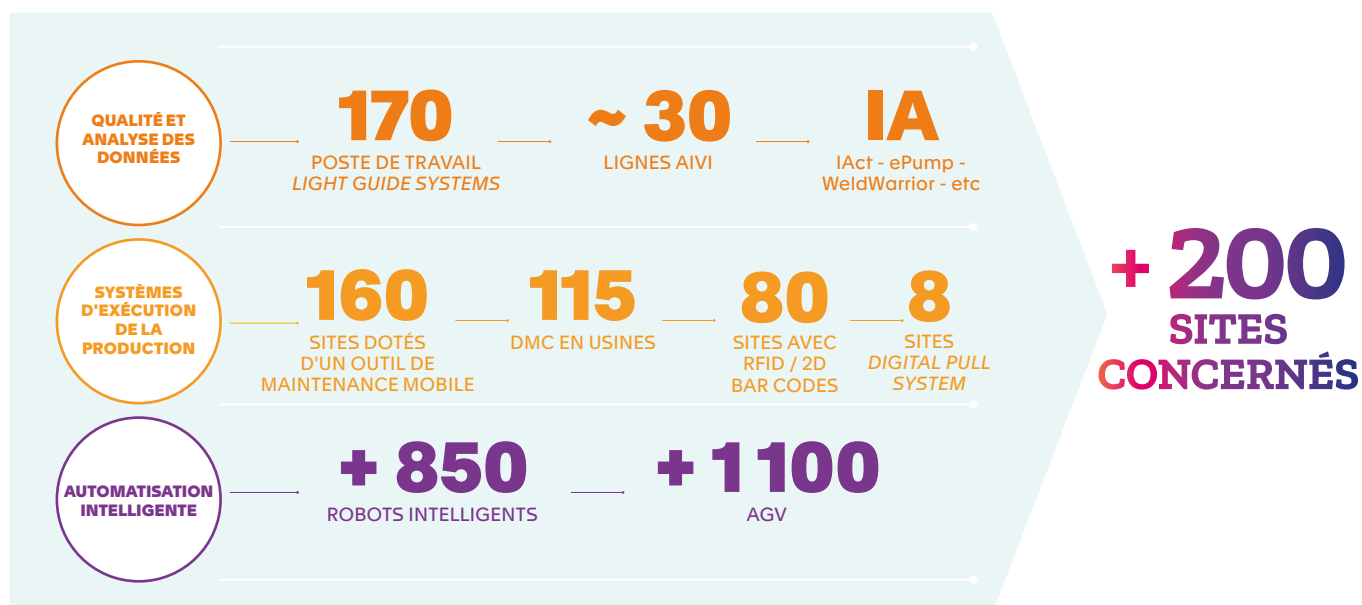 QUALITÉ ET
ANALYSE DES
DONNÉES
170
POSTE DE TRAVAIL
LIGHT GUIDE SYSTEMS
~ 30
LIGNES AIVI
IA
IAct - ePump -
WeldWarrior - etc
SYSTÈMES
D'EXÉCUTION
DE LA
PRODUCTION
160
SITES DOTÉS
D'UN OUTIL DE
MAINTENANCE MOBILE
115
DMC EN USINES
80
SITES AVEC
RFID / 2D
BAR CODES
8
SITES
DIGITAL PULL
SYSTEM
AUTOMATISATION
INTELLIGENTE
+ 850
ROBOTS INTELLIGENTS
+ 1 100
AGV
+ 200
SITES
CONCERNÉS